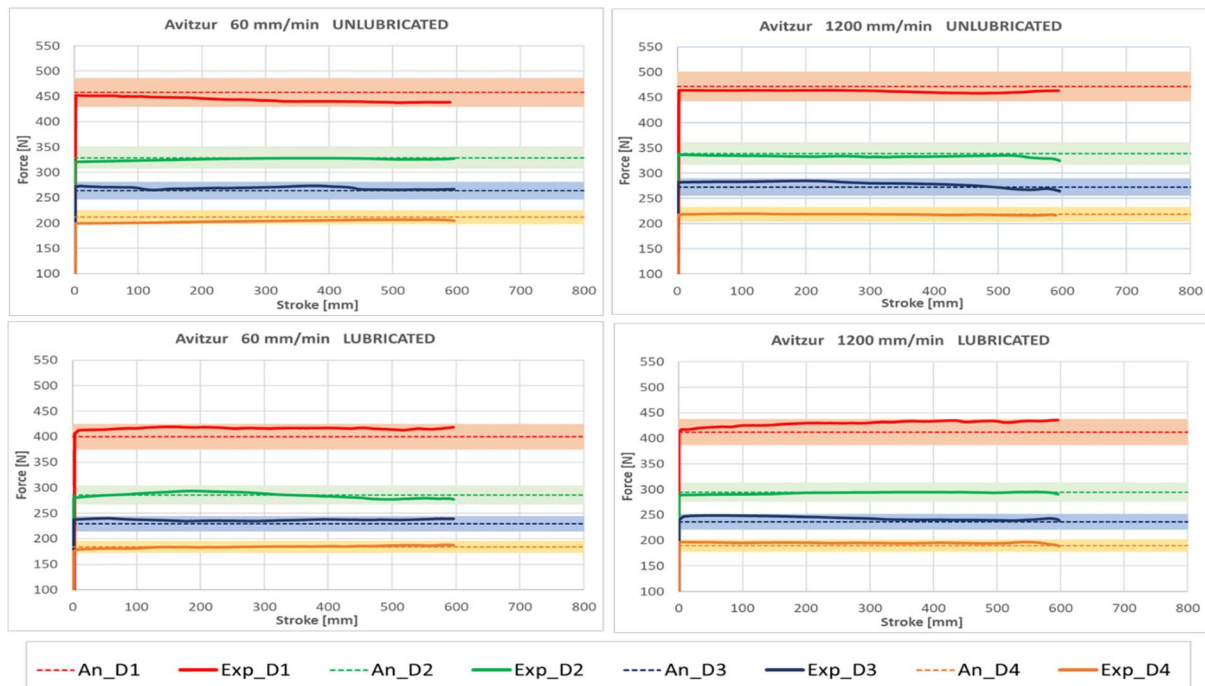 Avitzur 60 mm/min UNLUBRICATED
550
500
450
400
350
300
250
200
150
100
Force [N]
0 100 200 300 400 500 600 700 800
Stroke [mm]
Avitzur 1200 mm/min UNLUBRICATED
550
500
450
400
350
300
250
200
150
100
Force [N]
0 100 200 300 400 500 600 700 800
Stroke [mm]
Avitzur 60 mm/min LUBRICATED
550
500
450
400
350
300
250
200
150
100
Force [N]
0 100 200 300 400 500 600 700 800
Stroke [mm]
Avitzur 1200 mm/min LUBRICATED
550
500
450
400
350
300
250
200
150
100
Force [N]
0 100 200 300 400 500 600 700 800
Stroke [mm]
An_D1 Exp_D1 An_D2 Exp_D2 An_D3 Exp_D3 An_D4 Exp_D4